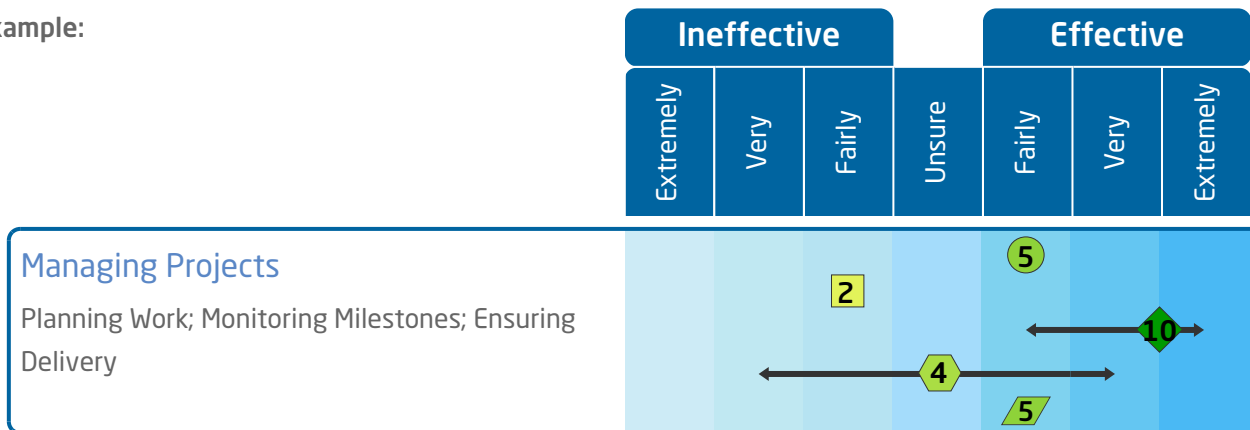 xample:
Ineffective
Effective
Extremely
Very
Fairly
Unsure
Fairly
Very
Extremely
Managing Projects
Planning Work; Monitoring Milestones; Ensuring
Delivery
5
2
10
4
5